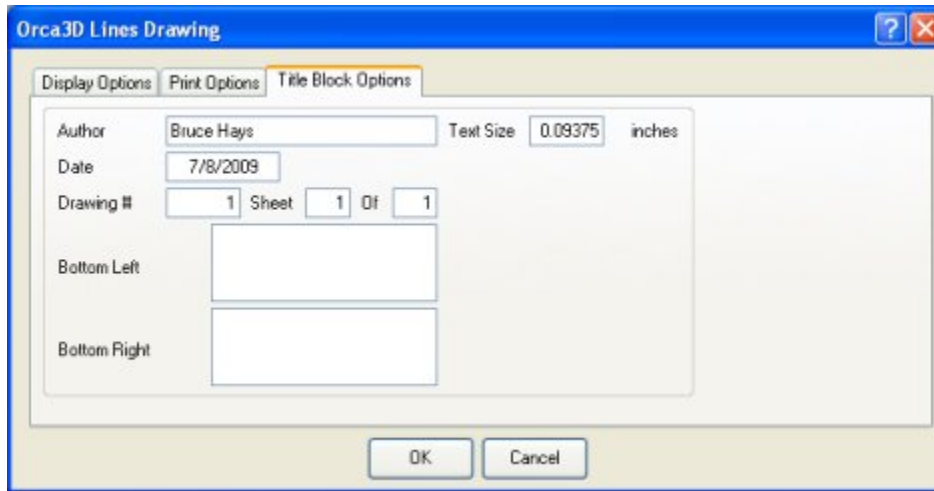 Orca3D Lines Drawing
Display Options Print Options Title Block Options
Author Bruce Hays Text Size 0.09375 inches
Date 7/8/2009
Drawing # 1 Sheet 1 Of 1
Bottom Left
Bottom Right
OK Cancel